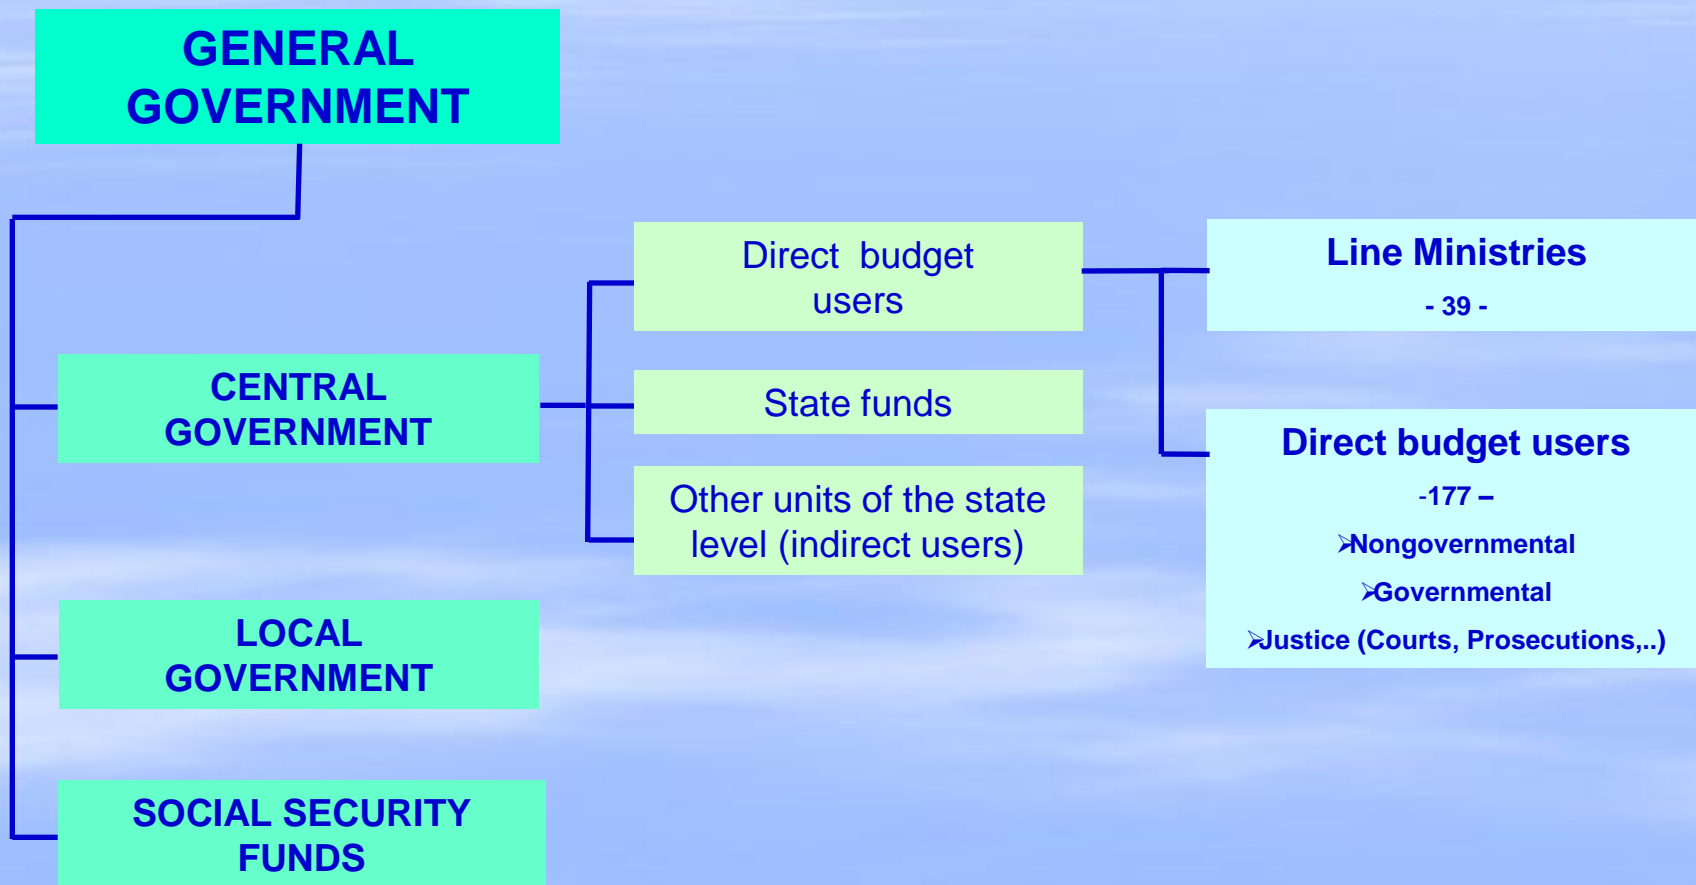 GENERAL
GOVERNMENT
CENTRAL
GOVERNMENT
LOCAL
GOVERNMENT
SOCIAL SECURITY
FUNDS
Direct budget
users
State funds
Other units of the state
level (indirect users)
Line Ministries
- 39 -
Direct budget users
-177 –
➢Nongovernmental
➢Governmental
➢Justice (Courts, Prosecutions,..)